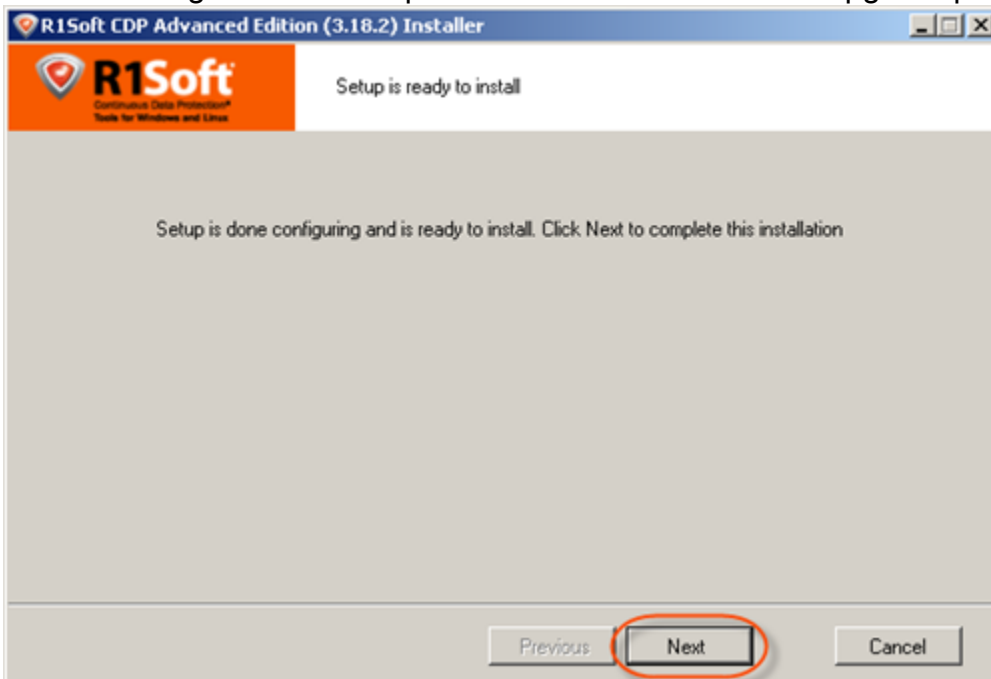 R1Soft CDP Advanced Edition (3.18.2) Installer
R1Soft
Continuous Data Protection®
Tools for Windows and Linux
Setup is ready to install
Setup is done configuring and is ready to install. Click Next to complete this installation
Previous
Next
Cancel